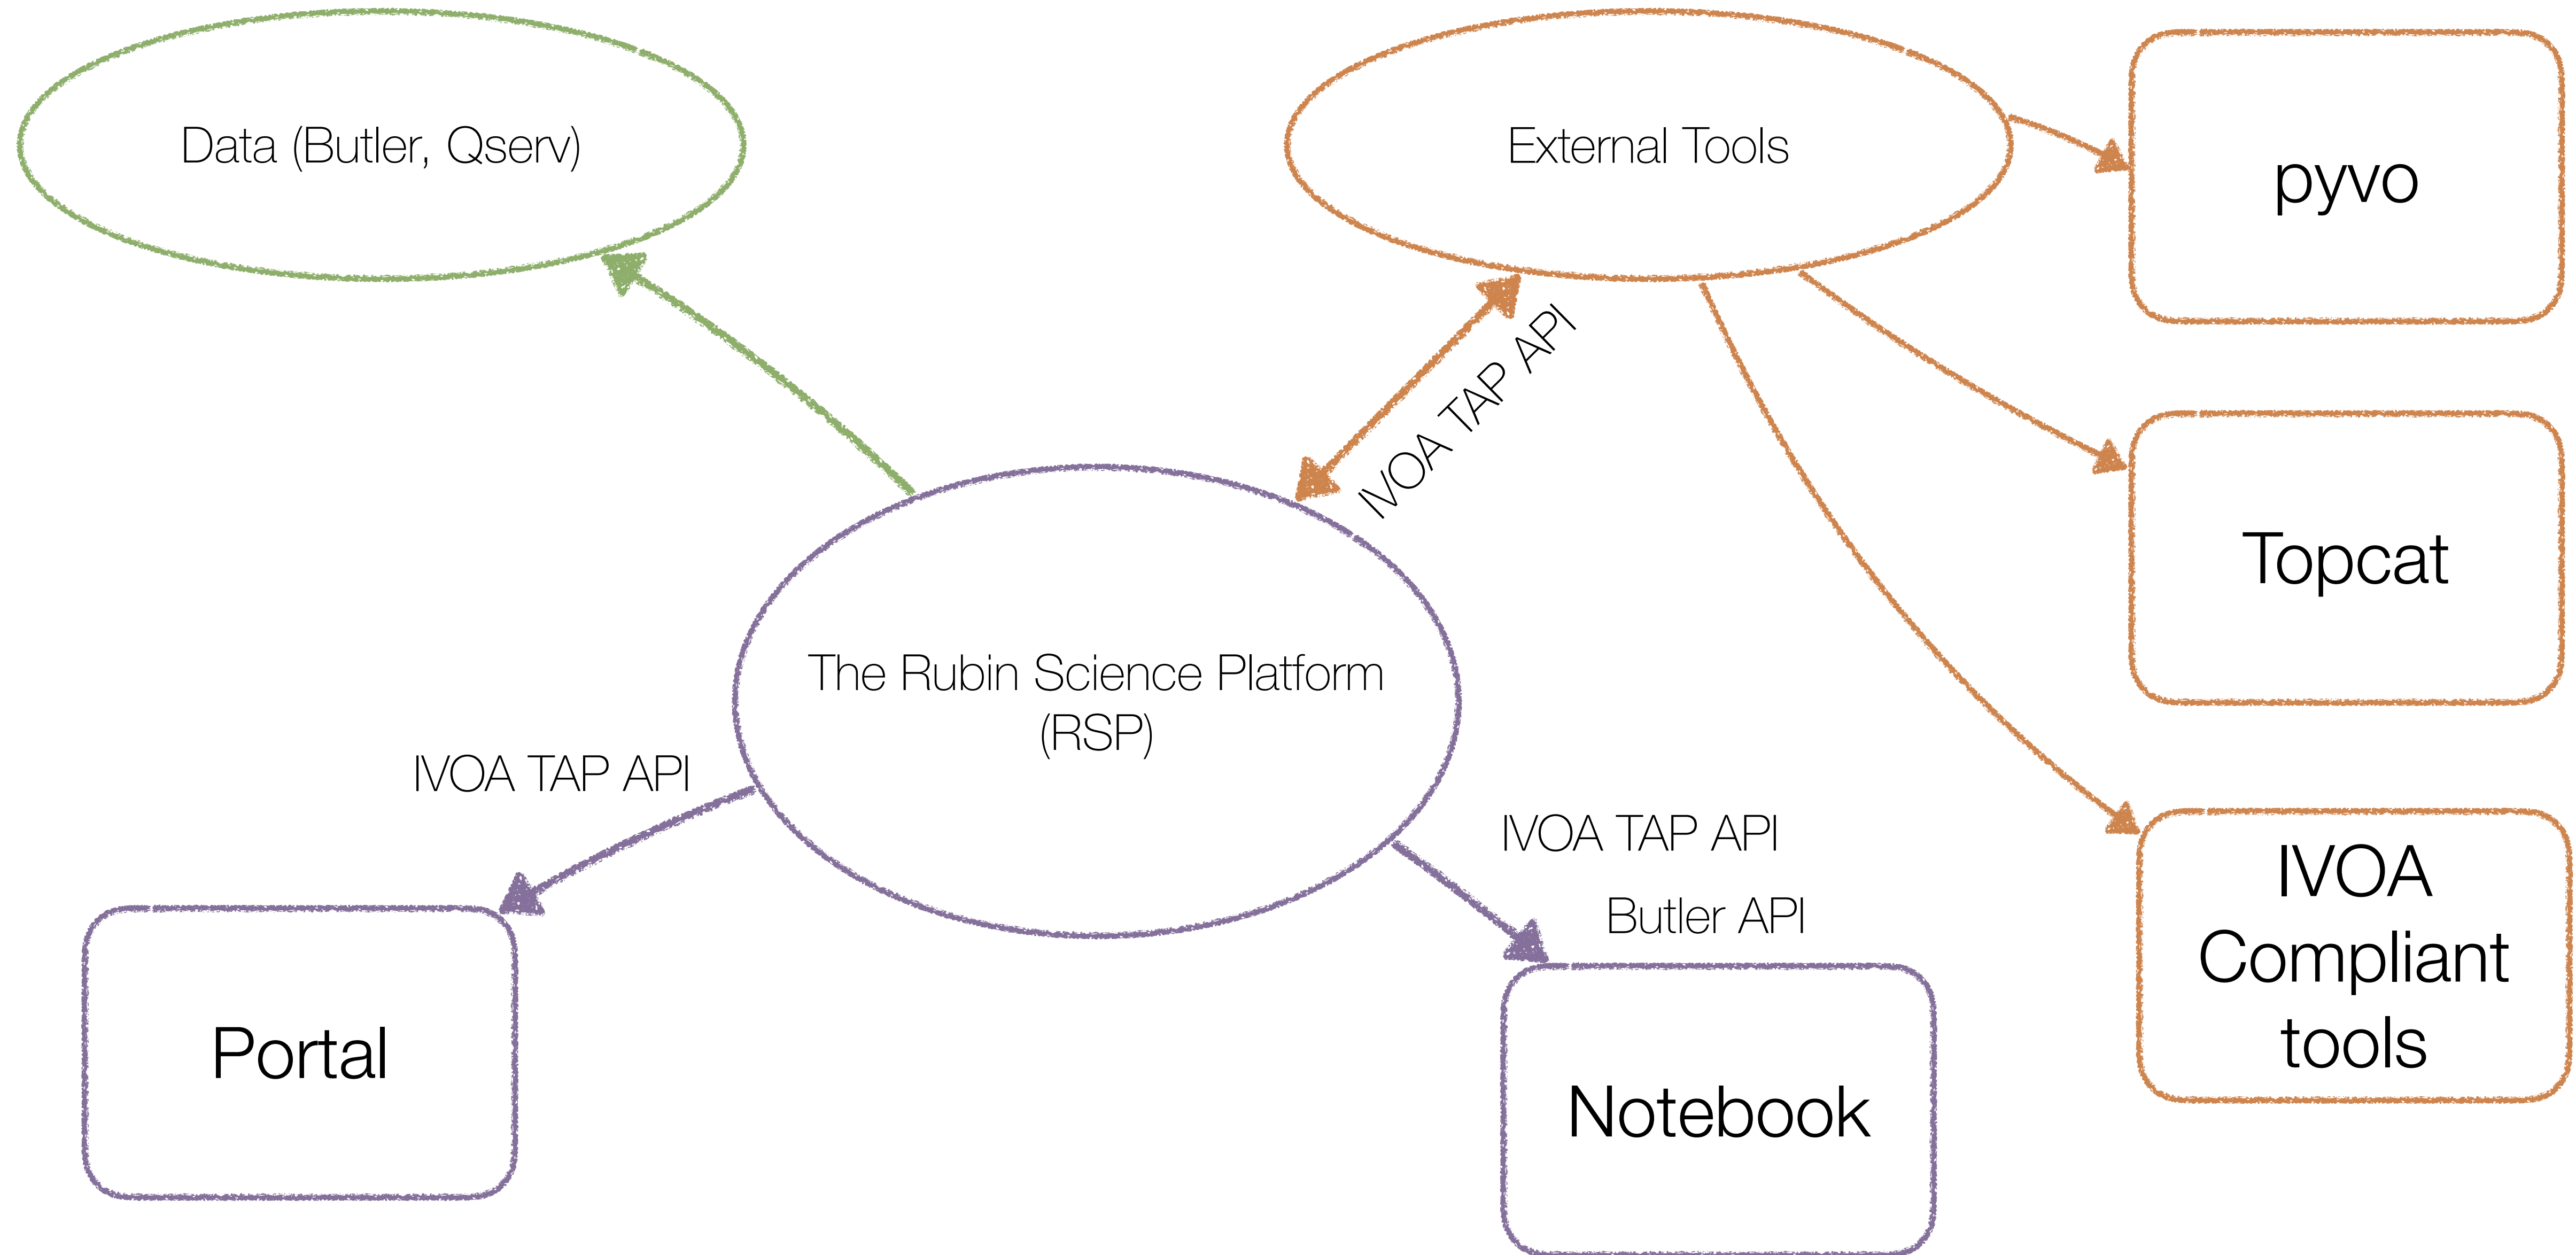 Data (Butler, Qserv)
External Tools
pyvo
IVOA TAP API
Topcat
The Rubin Science Platform
(RSP)
IVOA TAP API
IVOA TAP API
Butler API
IVOA
Compliant
tools
Portal
Notebook